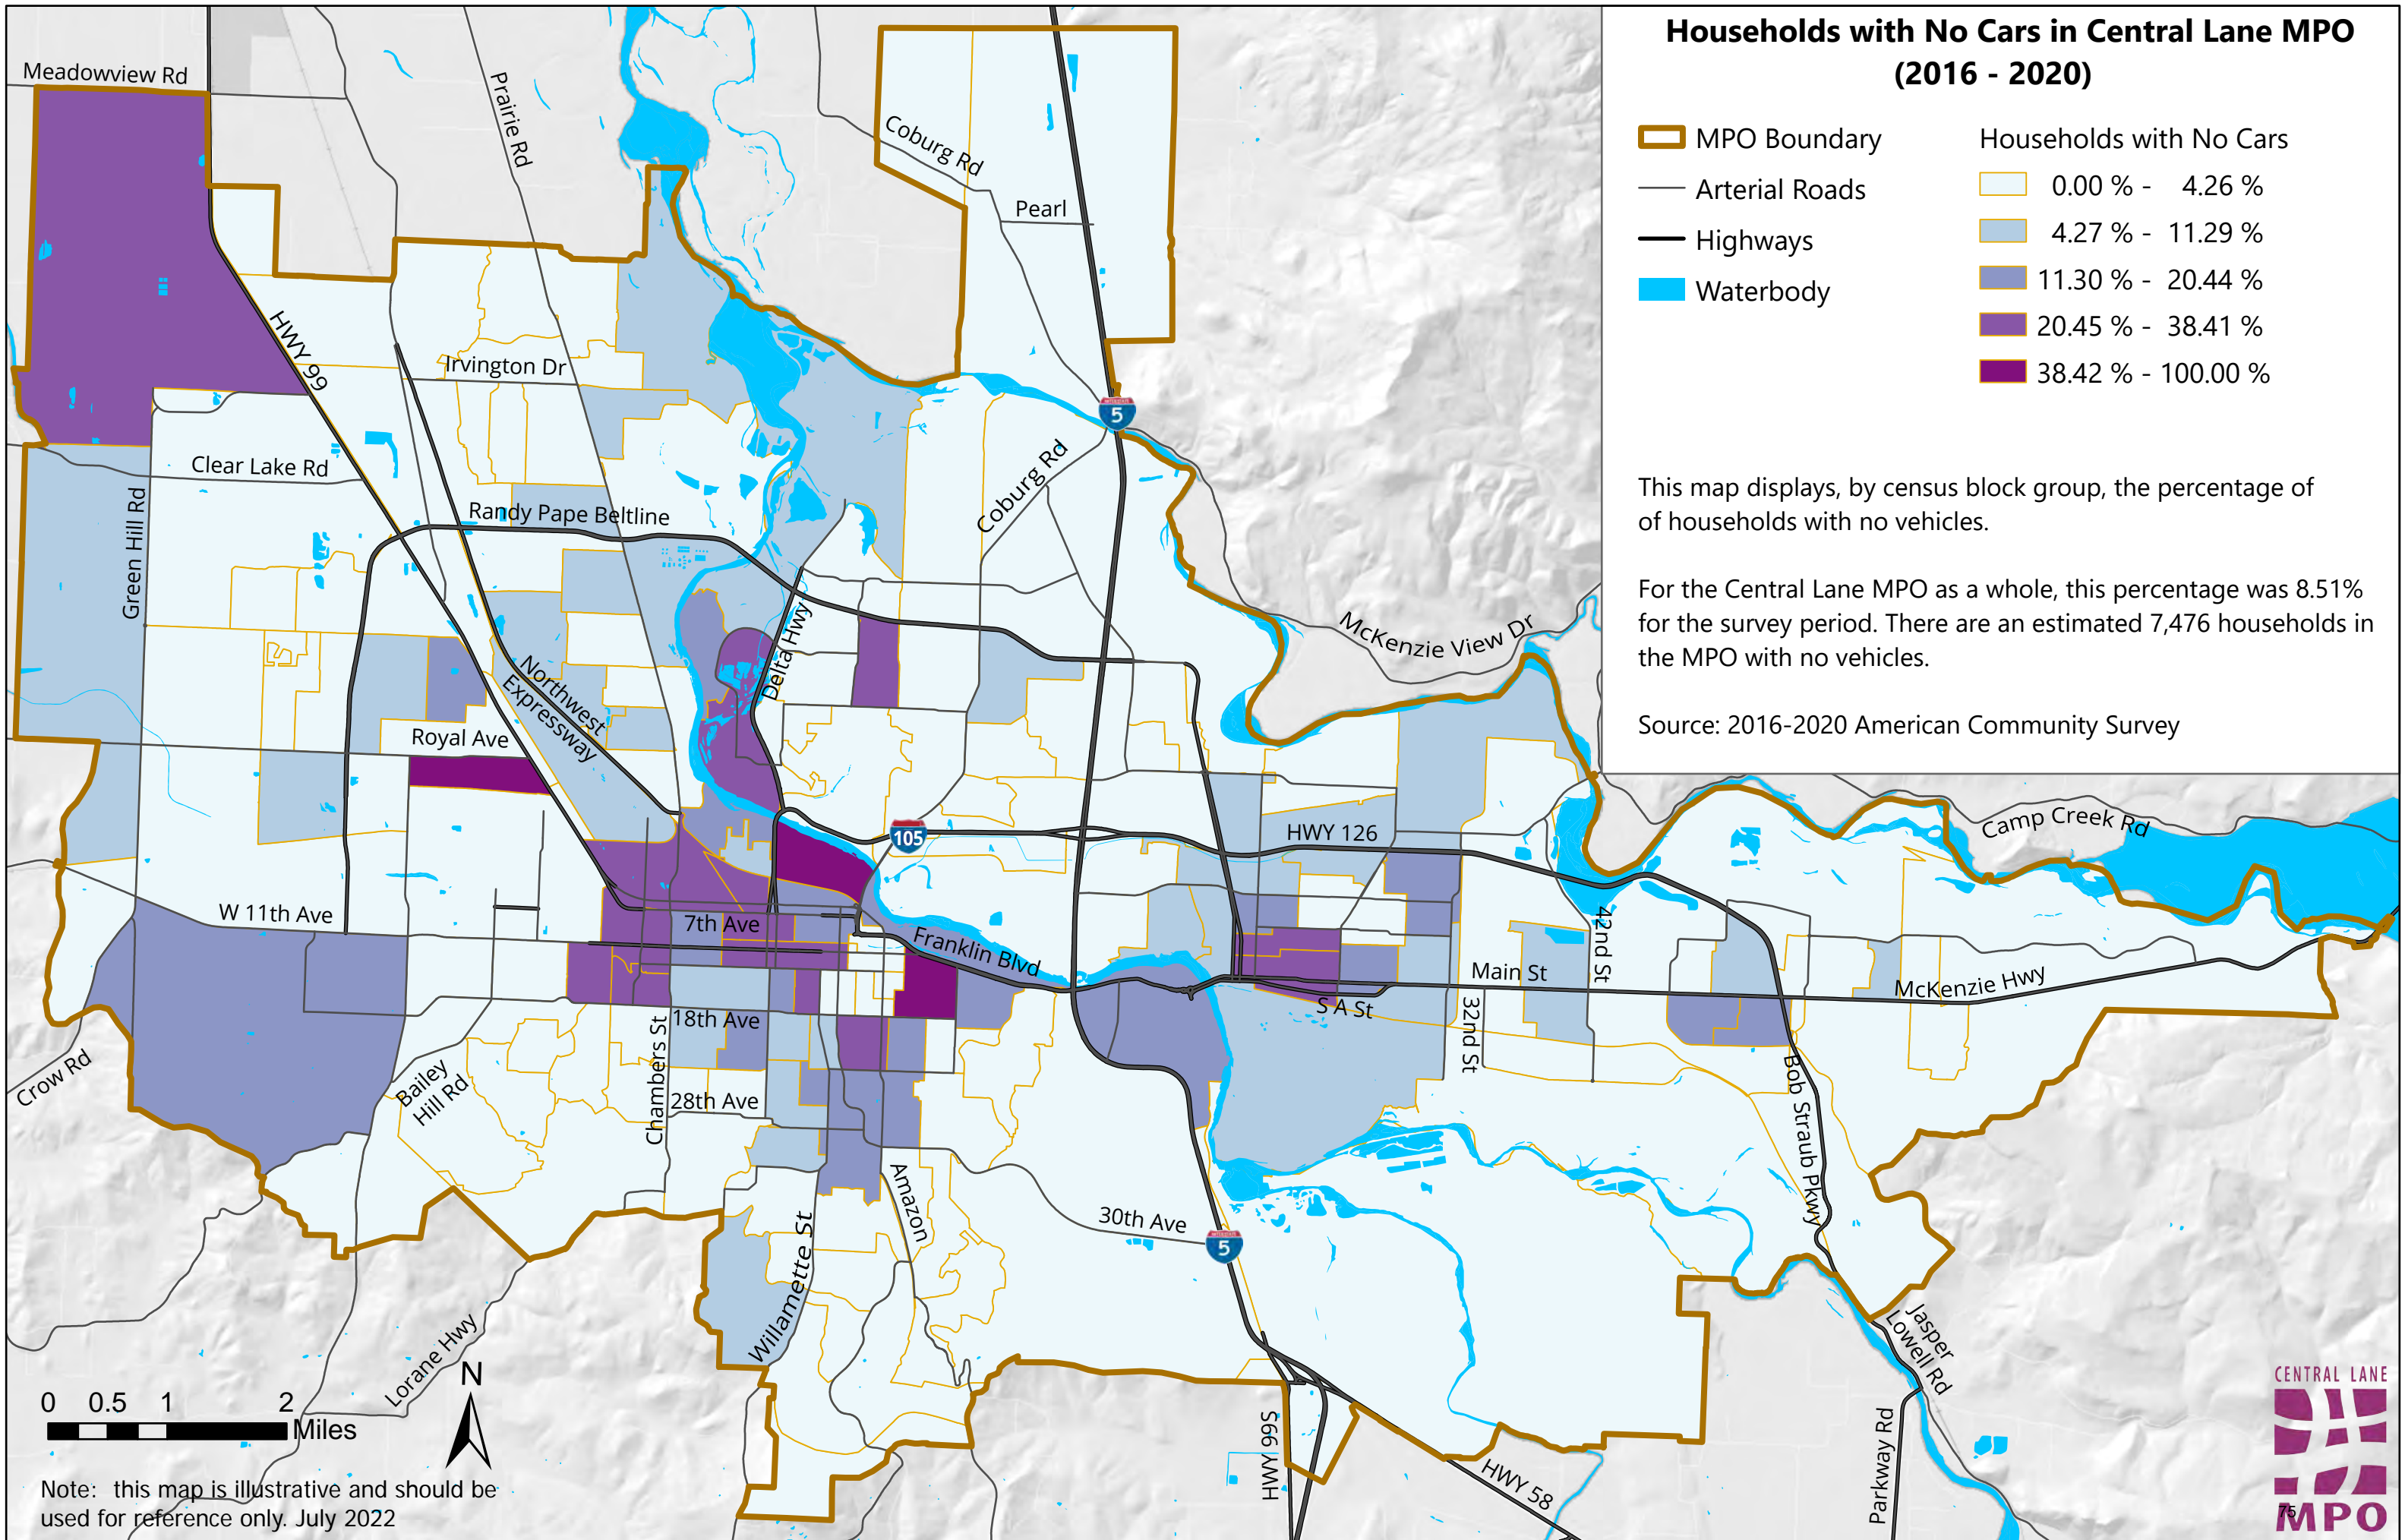 Households with No Cars in Central Lane MPO
(2016 - 2020)
MPO Boundary
Arterial Roads
Highways
Waterbody
Households with No Cars
0.00 % - 4.26 %
4.27 % - 11.29 %
11.30 % - 20.44 %
20.45 % - 38.41 %
38.42 % - 100.00 %
This map displays, by census block group, the percentage of
of households with no vehicles.
For the Central Lane MPO as a whole, this percentage was 8.51%
for the survey period. There are an estimated 7,476 households in
the MPO with no vehicles.
Source: 2016-2020 American Community Survey
Meadowview Rd
Prairie Rd
Coburg Rd
Pearl
HWY 99
Irvington Dr
5
Clear Lake Rd
Coburg Rd
Green Hill Rd
Randy Pape Beltline
McKenzie View Dr
Delta Hwy
Northwest
Expressway
Royal Ave
105
HWY 126
Camp Creek Rd
W 11th Ave
7th Ave
Franklin Blvd
42nd St
Main St
McKenzie Hwy
S A St
32nd St
18th Ave
Chambers St
Crow Rd
Bailey
Hill Rd
28th Ave
Bob Straub Pkwy
Amazon
30th Ave
5
Willamette St
Lorane Hwy
Jasper
Lowell Rd
HWY 99S
HWY 58
Parkway Rd
N
0 0.5 1 2
Miles
Note: this map is illustrative and should be
used for reference only. July 2022
CENTRAL LANE
75
MPO